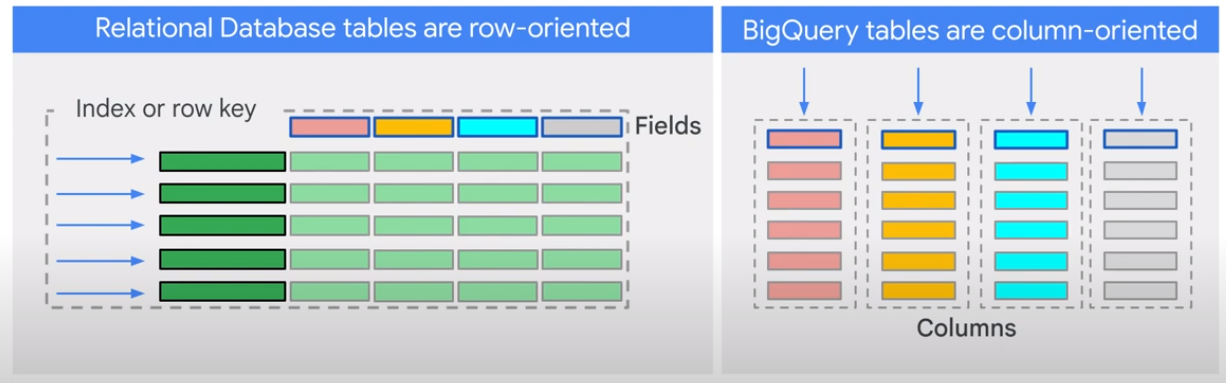 Relational Database tables are row-oriented
Index or row key
Fields
BigQuery tables are column-oriented
Columns